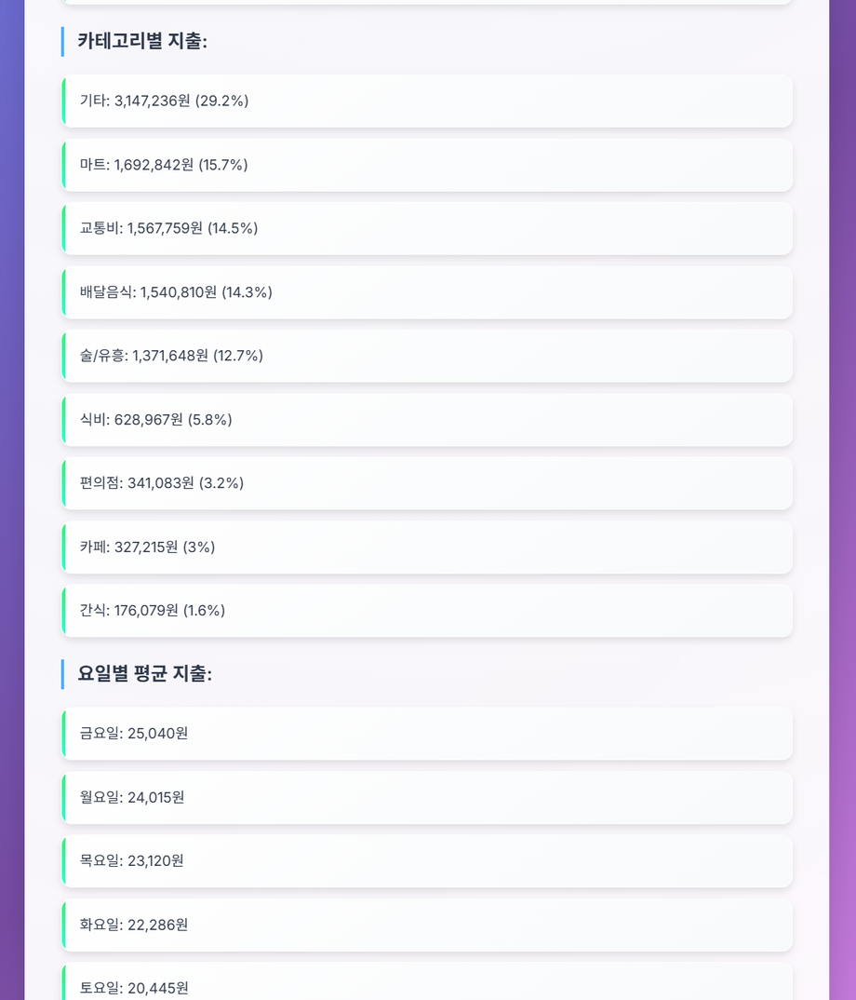 카테고리별 지출:
기타: 3,147,236원 (29.2%)
마트: 1,692,842원 (15.7%)
교통비: 1,567,759원 (14.5%)
배달음식: 1,540,810원 (14.3%)
술/유흥: 1,371,648원 (12.7%)
식비: 628,967원 (5.8%)
편의점: 341,083원 (3.2%)
카페: 327,215원 (3%)
간식: 176,079원 (1.6%)
요일별 평균 지출:
금요일: 25,040원
월요일: 24,015원
목요일: 23,120원
화요일: 22,286원
토요일: 20,445원